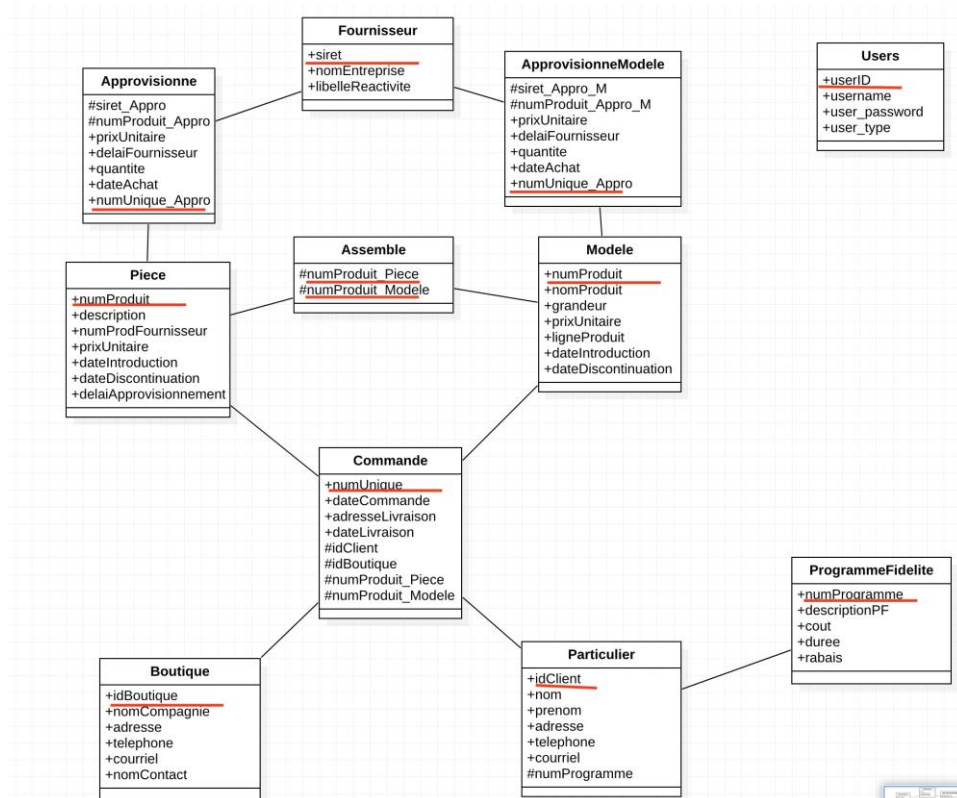 Fournisseur
+siret
+nomEntreprise
+libelleReactivite
Approvisionne
#siret_Appro
#numProduit_Appro
+prixUnitaire
+delaiFournisseur
+quantite
+dateAchat
+numUnique_Appro
ApprovisionneModele
#siret_Appro_M
#numProduit_Appro_M
+prixUnitaire
+delaiFournisseur
+quantite
+dateAchat
+numUnique_Appro
Users
+userID
+username
+user_password
+user_type
Piece
+numProduit
+description
+numProdFournisseur
+prixUnitaire
+dateIntroduction
+dateDiscontinuation
+delaiApprovisionnement
Assemble
#numProduit_Piece
#numProduit_Modele
Modele
+numProduit
+nomProduit
+grandeur
+prixUnitaire
+ligneProduit
+dateIntroduction
+dateDiscontinuation
Commande
+numUnique
+dateCommande
+adresseLivraison
+dateLivraison
#idClient
#idBoutique
#numProduit_Piece
#numProduit_Modele
ProgrammeFidelite
+numProgramme
+descriptionPF
+cout
+duree
+rabais
Boutique
+idBoutique
+nomCompagnie
+adresse
+telephone
+courriel
+nomContact
Particulier
+idClient
+nom
+prenom
+adresse
+telephone
+courriel
#numProgramme